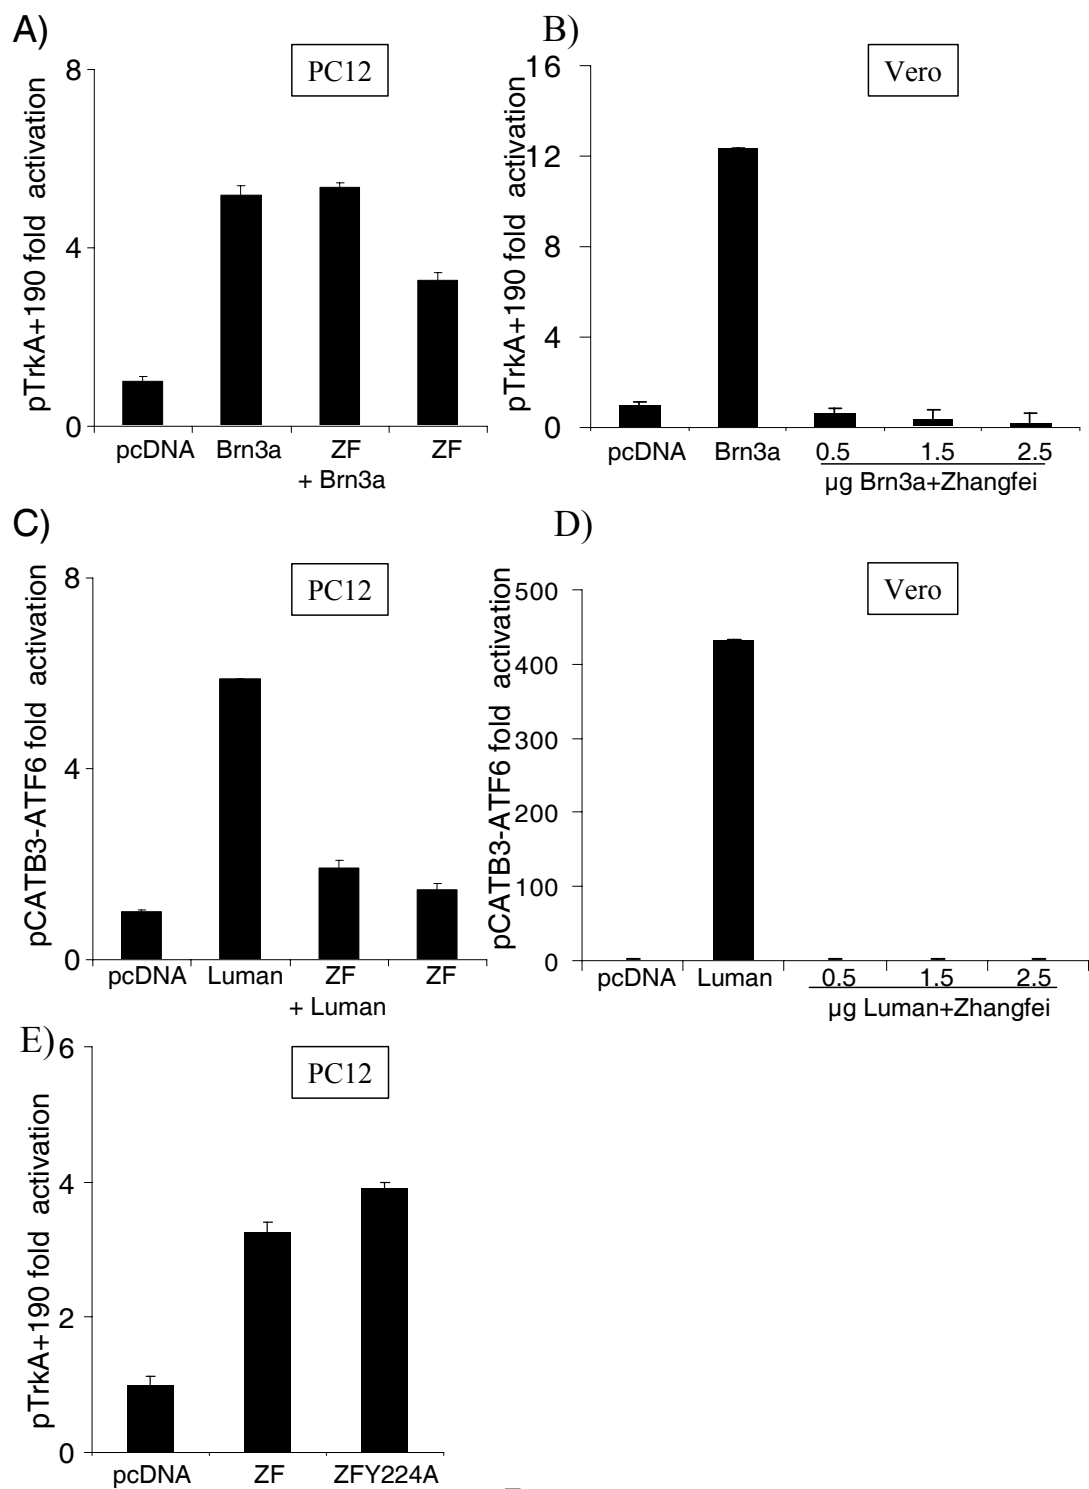 A)
PC12
pTrkA+190 fold activation
8
4
0
pcDNA Brn3a ZF ZF
+ Brn3a
B)
Vero
pTrkA+190 fold activation
16
12
8
4
0
pcDNA Brn3a 0.5 1.5 2.5
µg Brn3a+Zhangfei
C)
PC12
pCATB3-ATF6 fold activation
8
4
0
pcDNA Luman ZF ZF
+ Luman
D)
Vero
pCATB3-ATF6 fold activation
500
400
300
200
100
0
pcDNA Luman 0.5 1.5 2.5
µg Luman+Zhangfei
E)
PC12
pTrkA+190 fold activation
6
4
2
0
pcDNA ZF ZFY224A